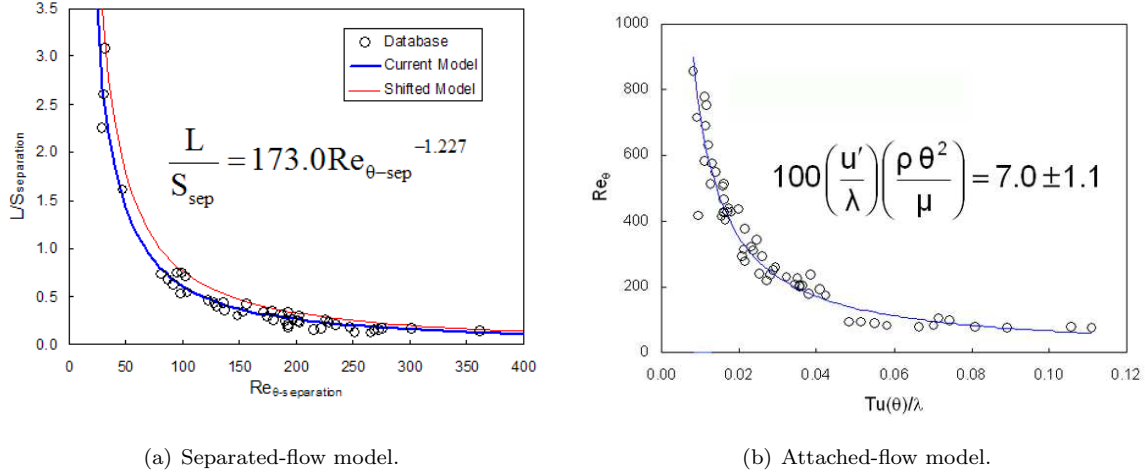 3.5
3.0
2.5
2.0
1.5
1.0
0.5
0.0
L/Sseparation
Database
Current Model
Shifted Model
L/S_sep = 173.0Re_θ−sep^−1.227
0 50 100 150 200 250 300 350 400
Re_θ-separation
(a) Separated-flow model.
1000
800
600
400
200
0
Re_θ
100(u′/λ)(ρ θ²/μ) = 7.0 ±1.1
0.00 0.02 0.04 0.06 0.08 0.10 0.12
Tu(θ)/λ
(b) Attached-flow model.